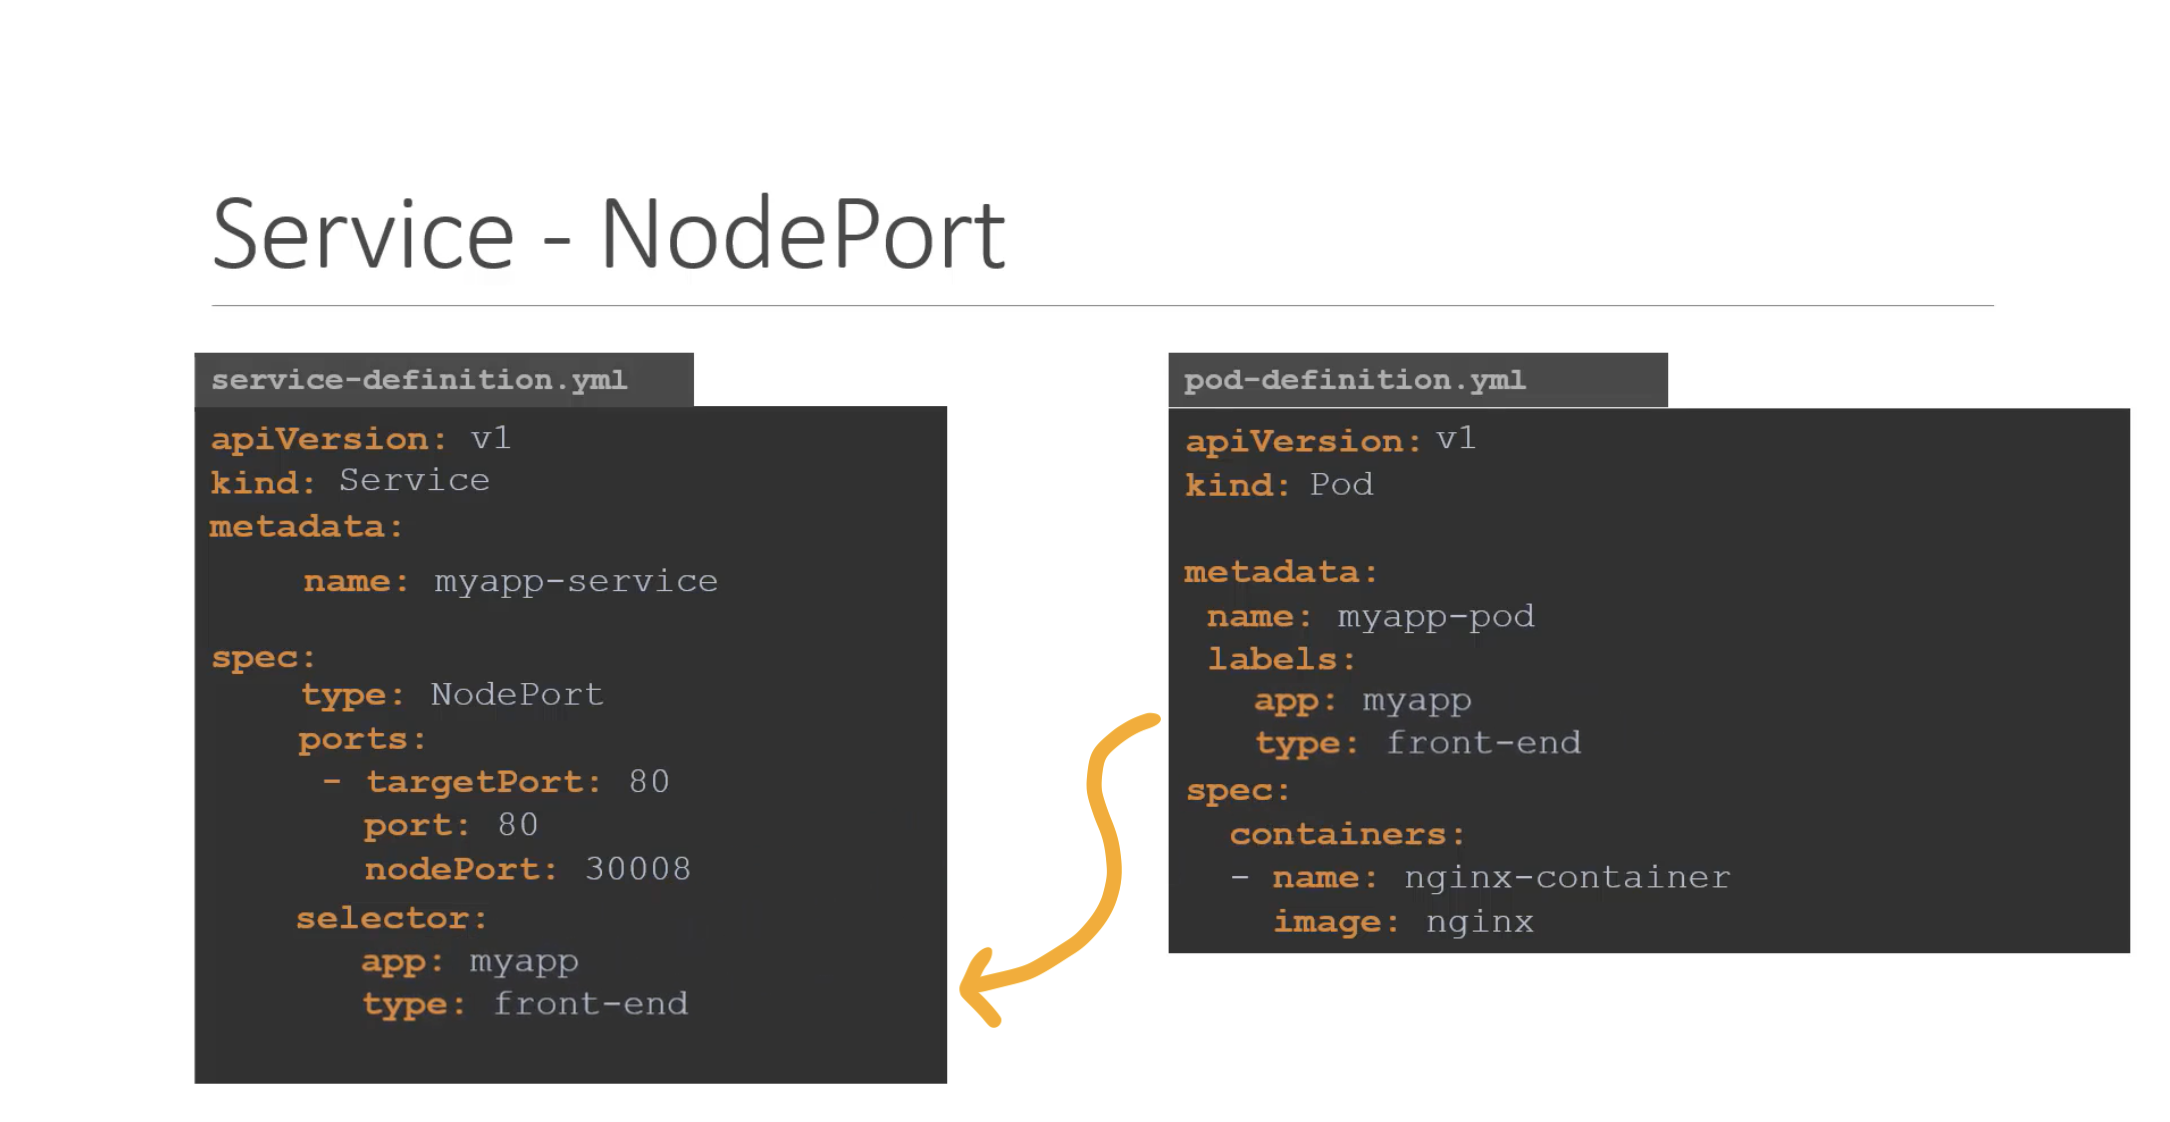 Service - NodePort
service-definition.yml
apiVersion: v1
kind: Service
metadata:
name: myapp-service
spec:
type: NodePort
ports:
- targetPort: 80
port: 80
nodePort: 30008
selector:
app: myapp
type: front-end
pod-definition.yml
apiVersion: v1
kind: Pod
metadata:
name: myapp-pod
labels:
app: myapp
type: front-end
spec:
containers:
- name: nginx-container
image: nginx